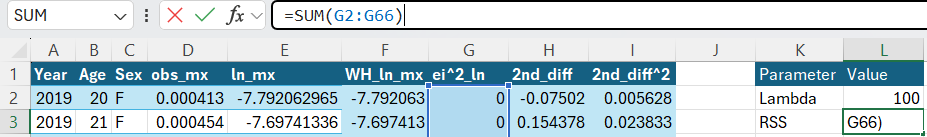 SUM fx =SUM(G2:G66)
A B C D E F G H I J K L
1 Year Age Sex obs_mx ln_mx WH_ln_mx ei^2_ln 2nd_diff 2nd_diff^2 Parameter Value
2 2019 20 F 0.000413 -7.792062965 -7.792063 0 -0.07502 0.005628 Lambda 100
3 2019 21 F 0.000454 -7.69741336 -7.697413 0 0.154378 0.023833 RSS G66)